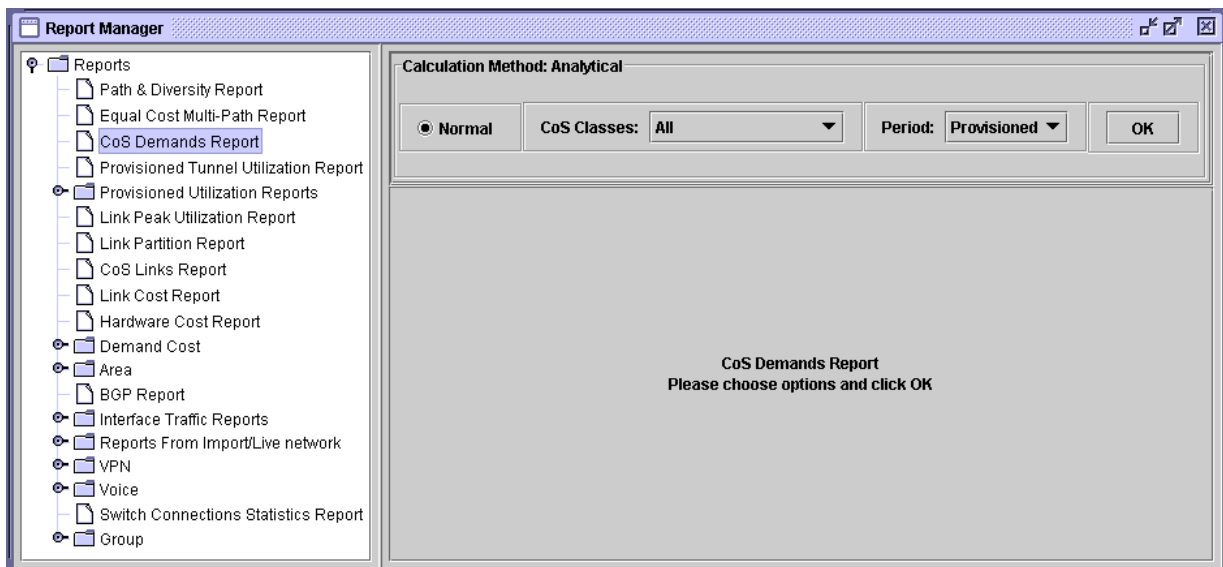 Report Manager
Reports
Path & Diversity Report
Equal Cost Multi-Path Report
CoS Demands Report
Provisioned Tunnel Utilization Report
Provisioned Utilization Reports
Link Peak Utilization Report
Link Partition Report
CoS Links Report
Link Cost Report
Hardware Cost Report
Demand Cost
Area
BGP Report
Interface Traffic Reports
Reports From Import/Live network
VPN
Voice
Switch Connections Statistics Report
Group
Calculation Method: Analytical
Normal CoS Classes: All Period: Provisioned OK
CoS Demands Report
Please choose options and click OK